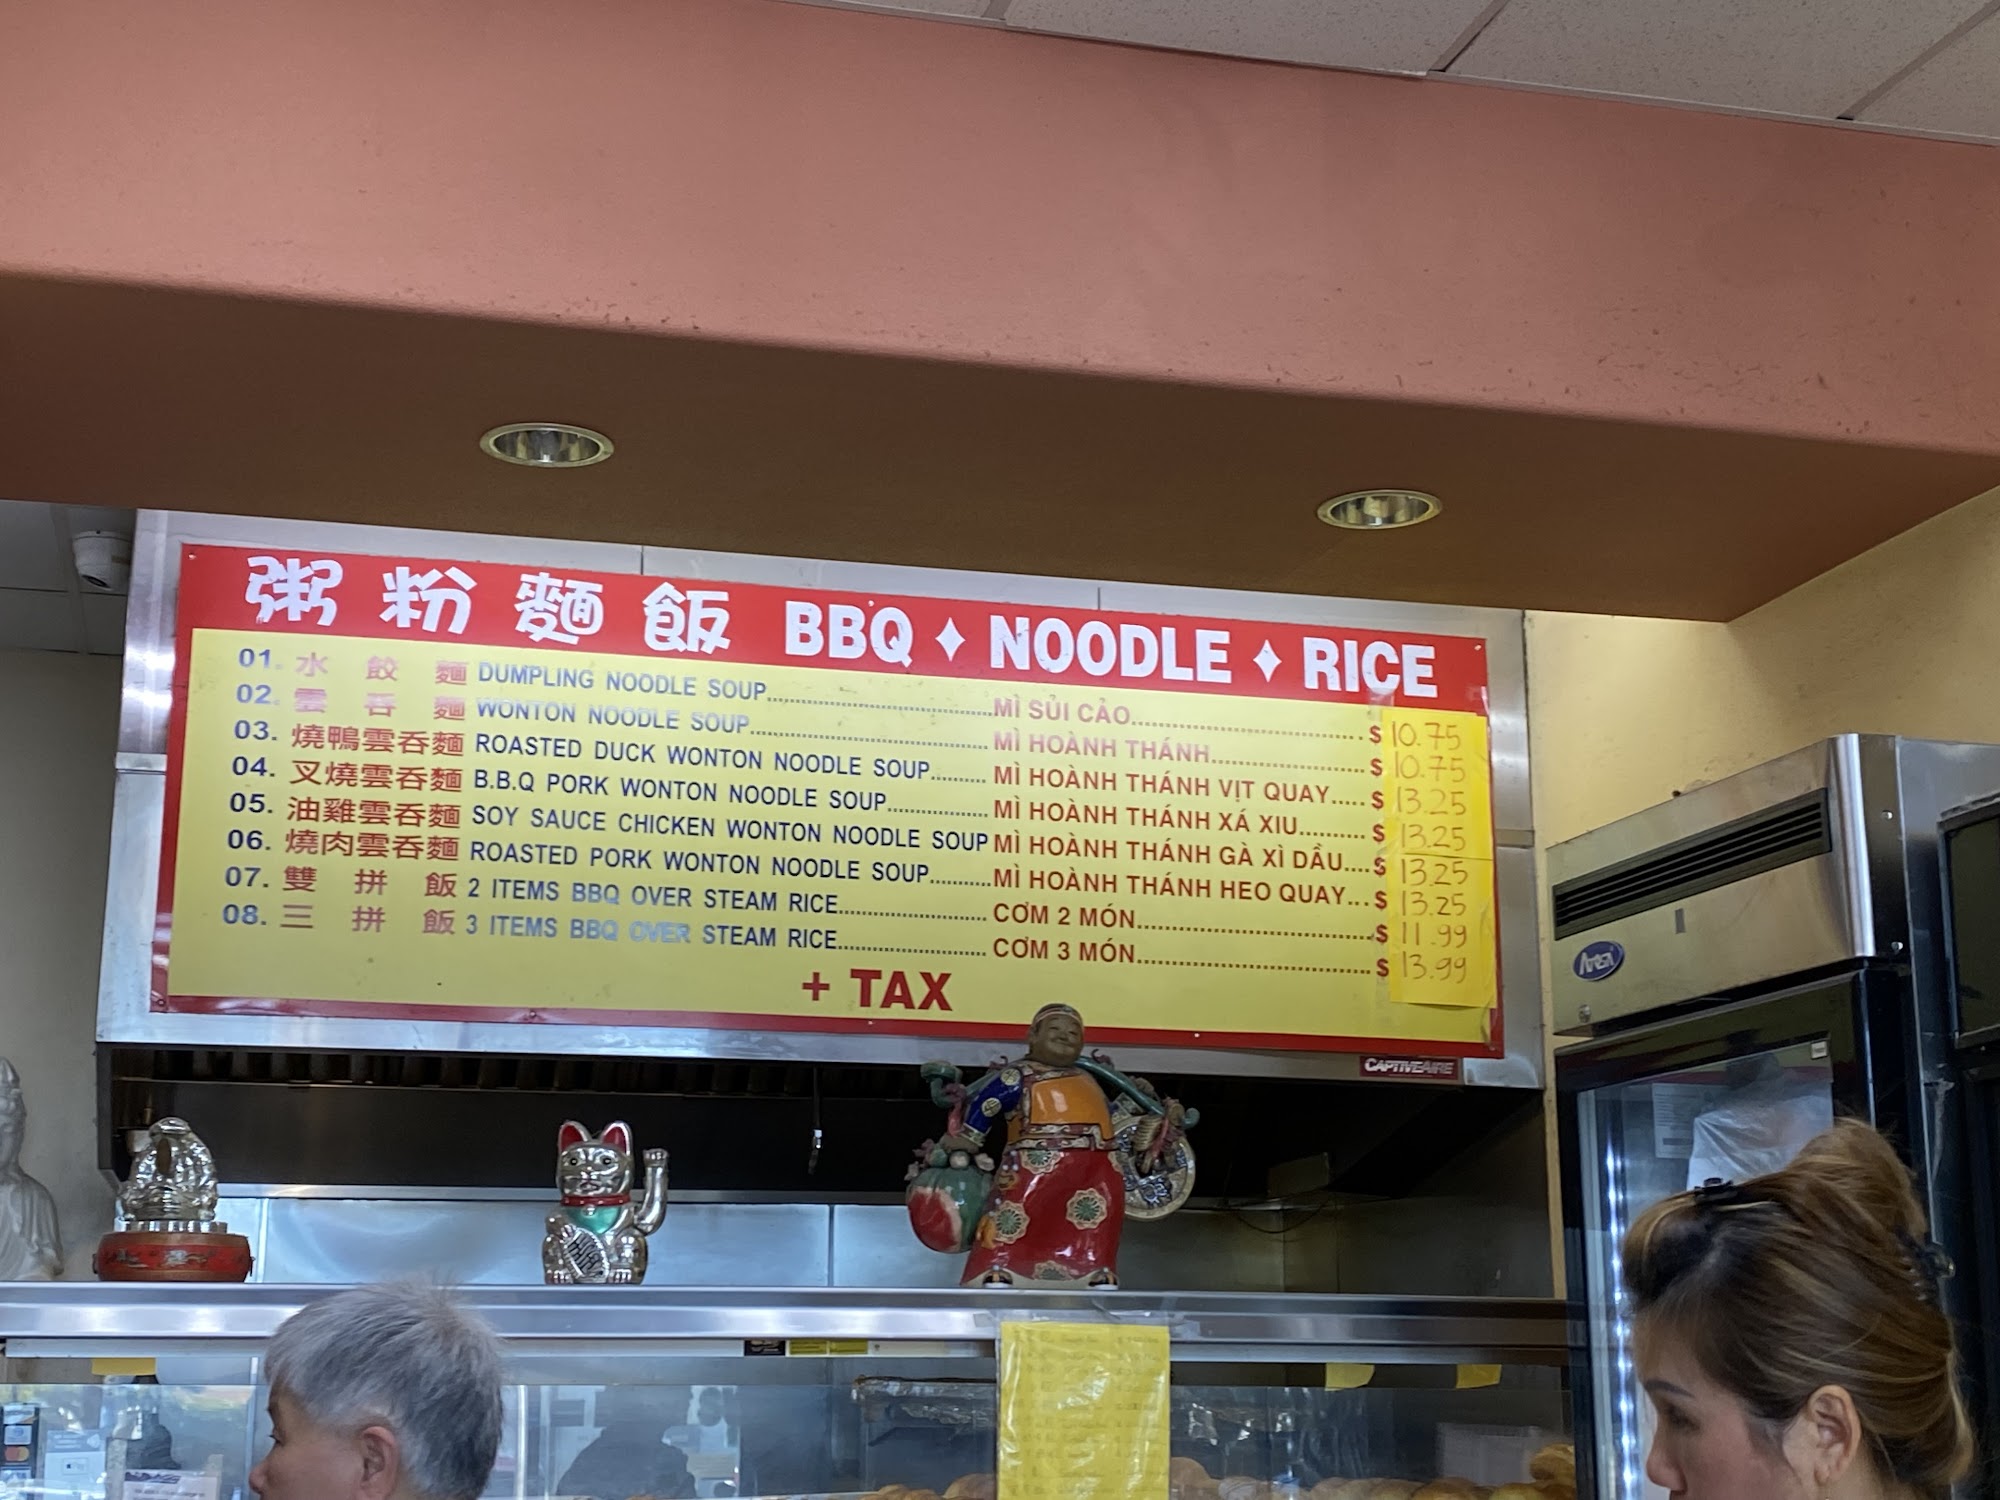 粥 粉 麵 飯 BBQ ♦ NOODLE ♦ RICE
01. 水 餃 麵 DUMPLING NOODLE SOUP MÌ SỦI CẢO $ 10.75
02. 雲 吞 麵 WONTON NOODLE SOUP MÌ HOÀNH THÁNH $ 10.75
03. 燒鴨雲吞麵 ROASTED DUCK WONTON NOODLE SOUP MÌ HOÀNH THÁNH VỊT QUAY $ 13.25
04. 叉燒雲吞麵 B.B.Q PORK WONTON NOODLE SOUP MÌ HOÀNH THÁNH XÁ XIU $ 13.25
05. 油雞雲吞麵 SOY SAUCE CHICKEN WONTON NOODLE SOUP MÌ HOÀNH THÁNH GÀ XÌ DẦU $ 13.25
06. 燒肉雲吞麵 ROASTED PORK WONTON NOODLE SOUP MÌ HOÀNH THÁNH HEO QUAY $ 13.25
07. 雙 拼 飯 2 ITEMS BBQ OVER STEAM RICE CƠM 2 MÓN $ 11.99
08. 三 拼 飯 3 ITEMS BBQ OVER STEAM RICE CƠM 3 MÓN $ 13.99
+ TAX
CAPTIVEAIRE